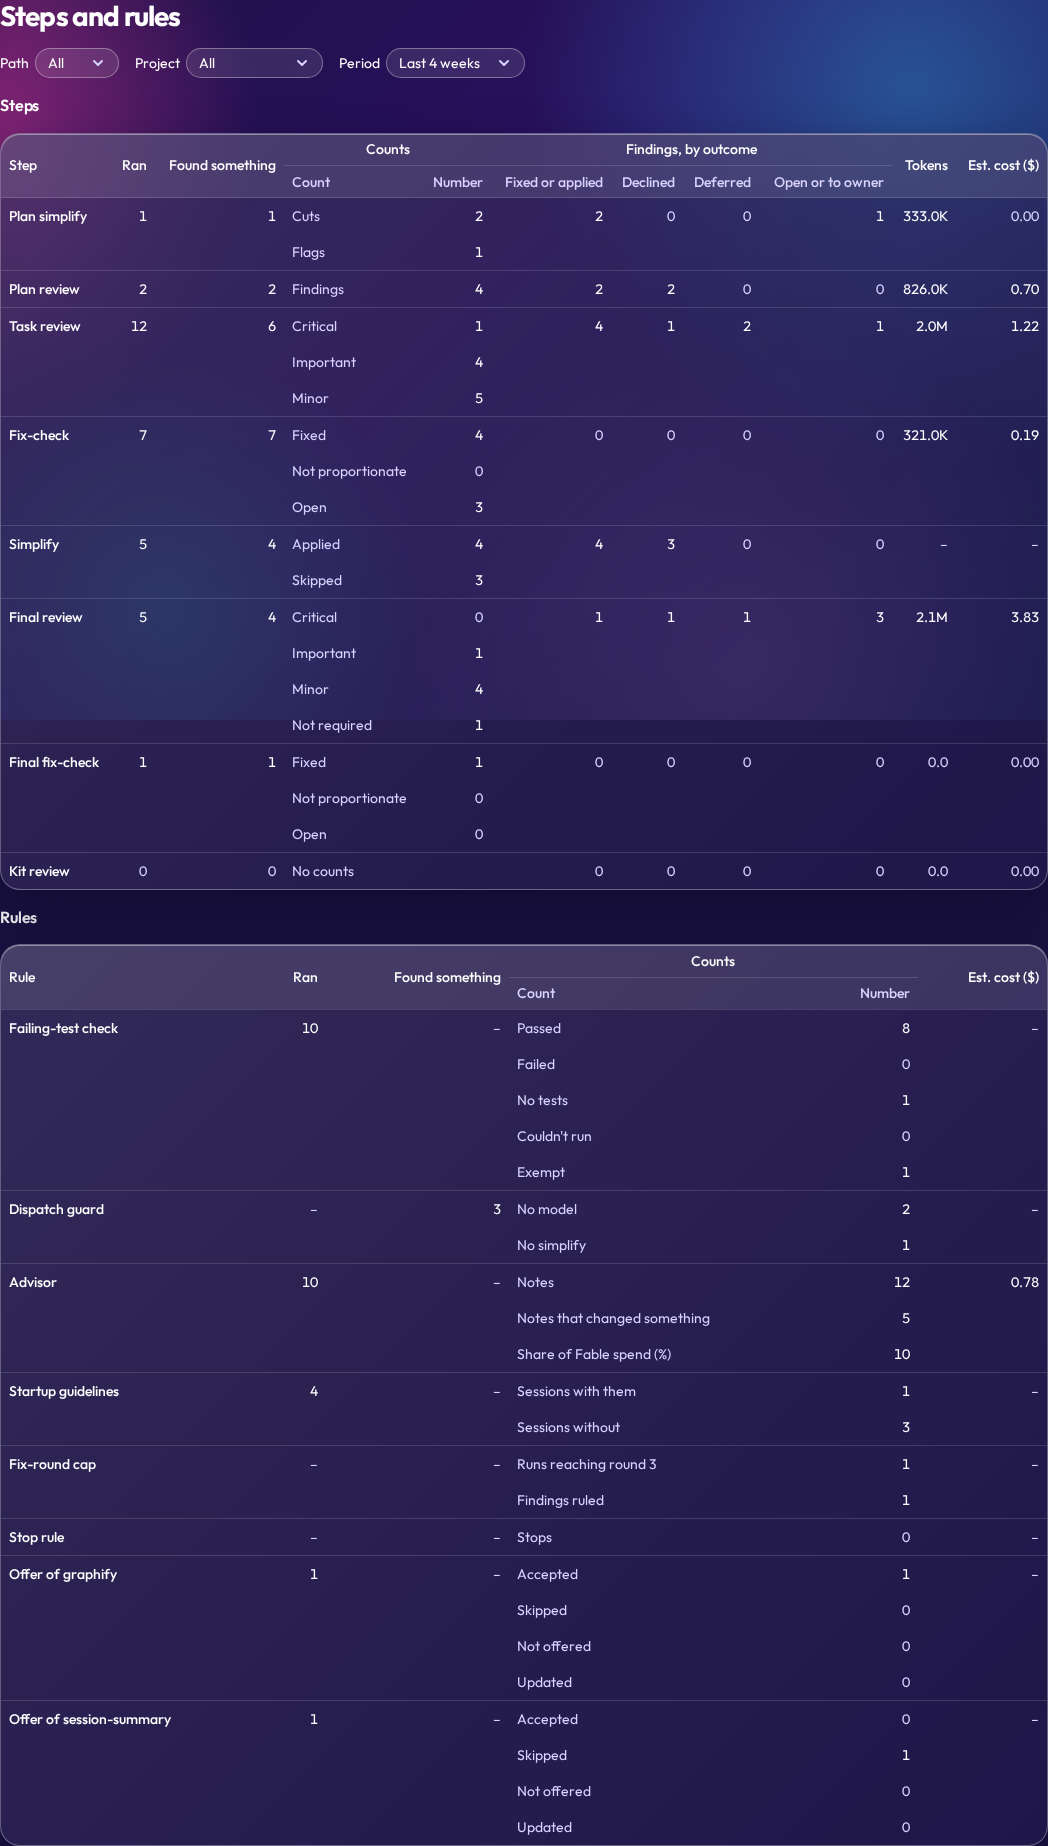 Steps and rules
Path All Project All Period Last 4 weeks
Steps
Counts Findings, by outcome
Step Ran Found something Tokens Est. cost ($)
Count Number Fixed or applied Declined Deferred Open or to owner
Plan simplify 1 1 Cuts 2 2 0 0 1 333.0K 0.00
Flags 1
Plan review 2 2 Findings 4 2 2 0 0 826.0K 0.70
Task review 12 6 Critical 1 4 1 2 1 2.0M 1.22
Important 4
Minor 5
Fix-check 7 7 Fixed 4 0 0 0 0 321.0K 0.19
Not proportionate 0
Open 3
Simplify 5 4 Applied 4 4 3 0 0 – –
Skipped 3
Final review 5 4 Critical 0 1 1 1 3 2.1M 3.83
Important 1
Minor 4
Not required 1
Final fix-check 1 1 Fixed 1 0 0 0 0 0.0 0.00
Not proportionate 0
Open 0
Kit review 0 0 No counts 0 0 0 0 0.0 0.00
Rules
Counts
Rule Ran Found something Est. cost ($)
Count Number
Failing-test check 10 – Passed 8 –
Failed 0
No tests 1
Couldn't run 0
Exempt 1
Dispatch guard – 3 No model 2 –
No simplify 1
Advisor 10 – Notes 12 0.78
Notes that changed something 5
Share of Fable spend (%) 10
Startup guidelines 4 – Sessions with them 1 –
Sessions without 3
Fix-round cap – – Runs reaching round 3 1 –
Findings ruled 1
Stop rule – – Stops 0 –
Offer of graphify 1 – Accepted 1 –
Skipped 0
Not offered 0
Updated 0
Offer of session-summary 1 – Accepted 0 –
Skipped 1
Not offered 0
Updated 0